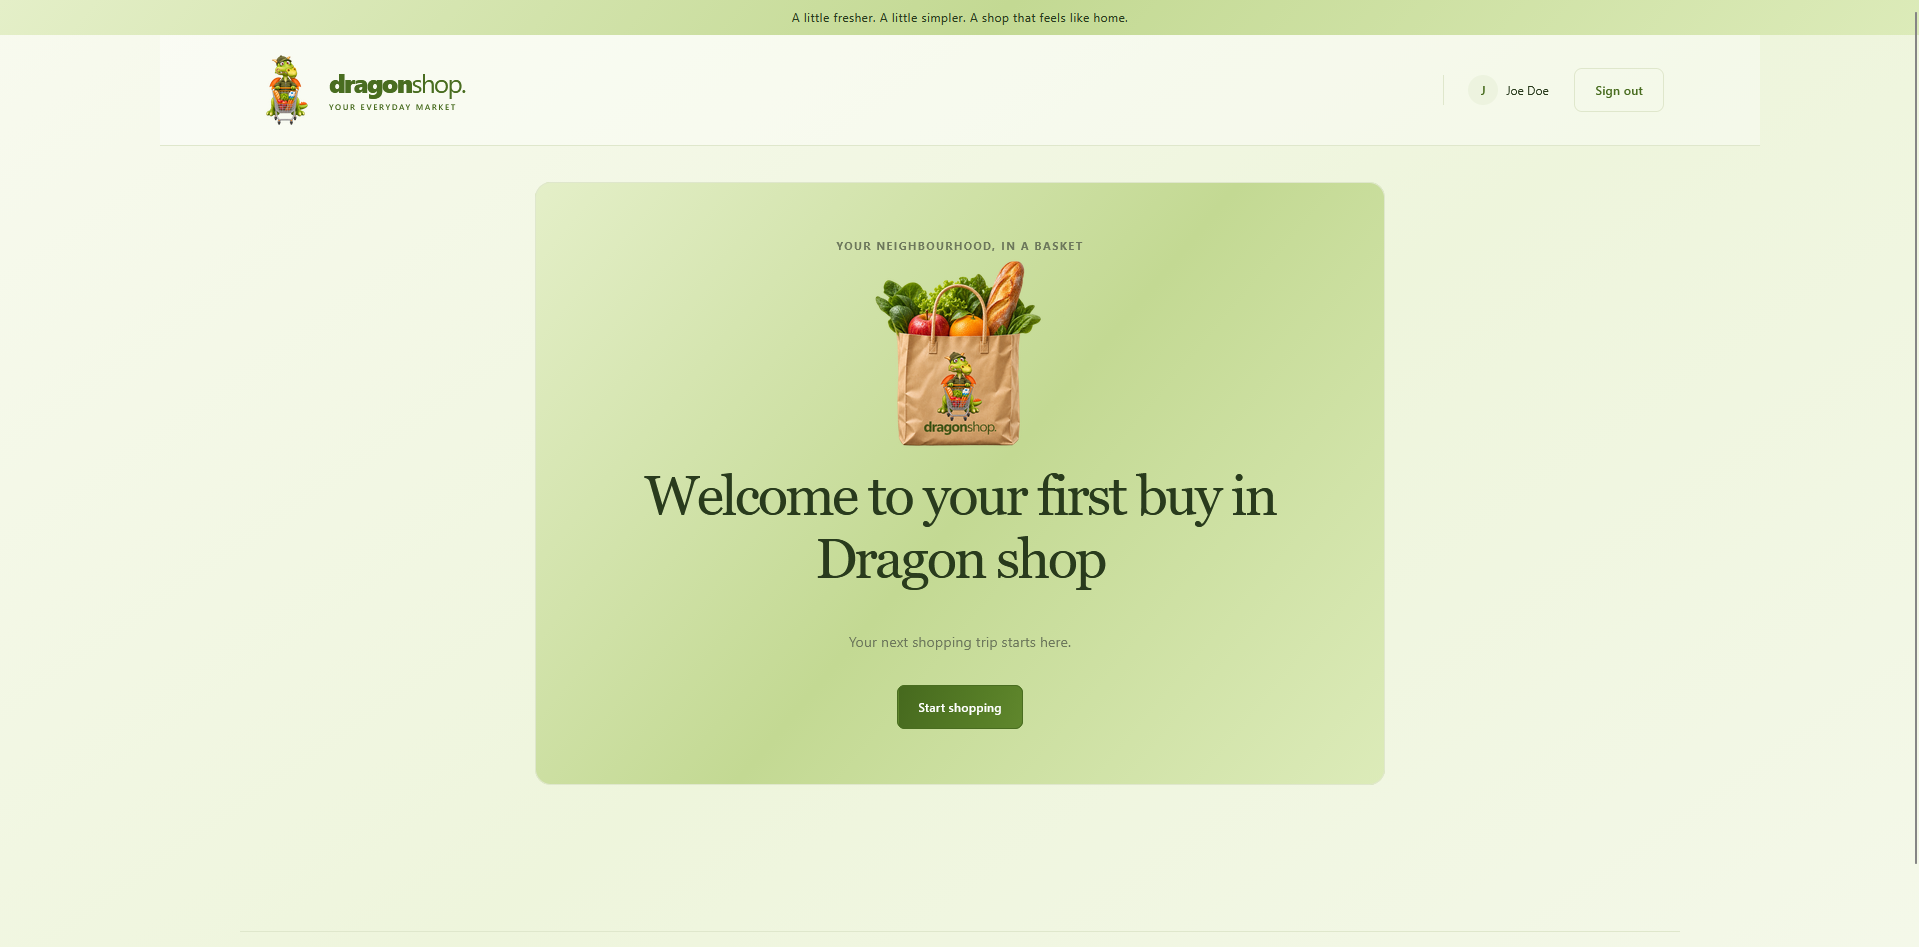 A little fresher. A little simpler. A shop that feels like home.
dragonshop.
YOUR EVERYDAY MARKET
J
Joe Doe
Sign out
YOUR NEIGHBOURHOOD, IN A BASKET
dragonshop.
Welcome to your first buy in
Dragon shop
Your next shopping trip starts here.
Start shopping